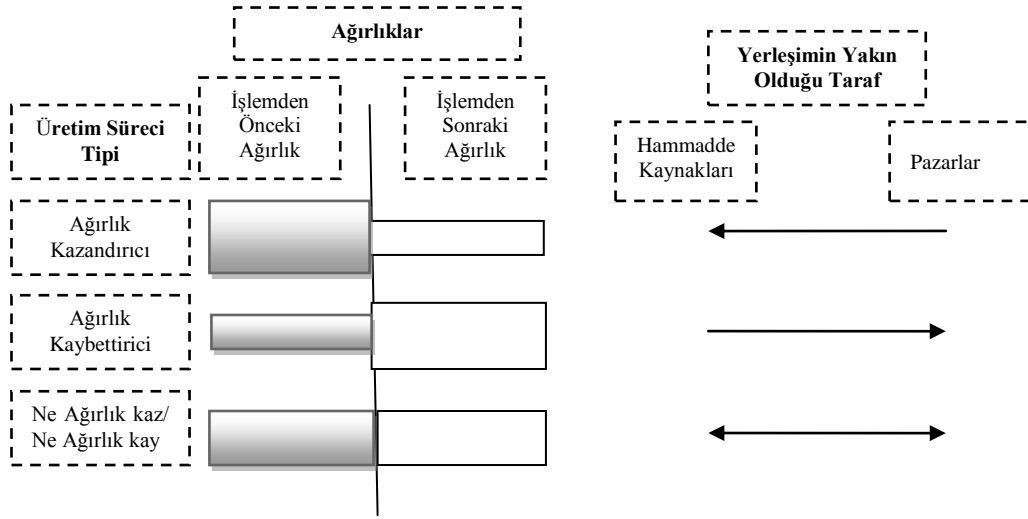 Ağırlıklar
Yerleşimin Yakın
Olduğu Taraf
Üretim Süreci
Tipi
İşlemden
Önceki
Ağırlık
İşlemden
Sonraki
Ağırlık
Hammadde
Kaynakları
Pazarlar
Ağırlık
Kazandırıcı
Ağırlık
Kaybettirici
Ne Ağırlık kaz/
Ne Ağırlık kay